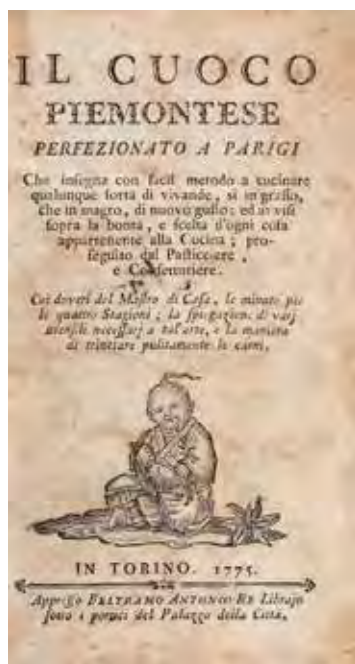 IL CUOCO
PIEMONTESE
PERFEZIONATO A PARIGI
Che insegna con facil metodo a cucinare
qualunque sorta di vivande, sì in grasso,
che in magro, di nuovo gusto; ed avvisi
sopra la bontà, e scelta d'ogni cosa
appartenente alla Cucina; pro-
seguito dal Pasticciere,
e Confetturiere.
Coi doveri del Mastro di Casa, le minute per
le quattro Stagioni, la spiegazione di varj
utensili necessarj a tal'arte, e la maniera
di trinciare pulitamente le carni.
IN TORINO. 1775.
Appresso BELTRAMO ANTONIO RE Librajo
sotto i portici del Palazzo della Città.